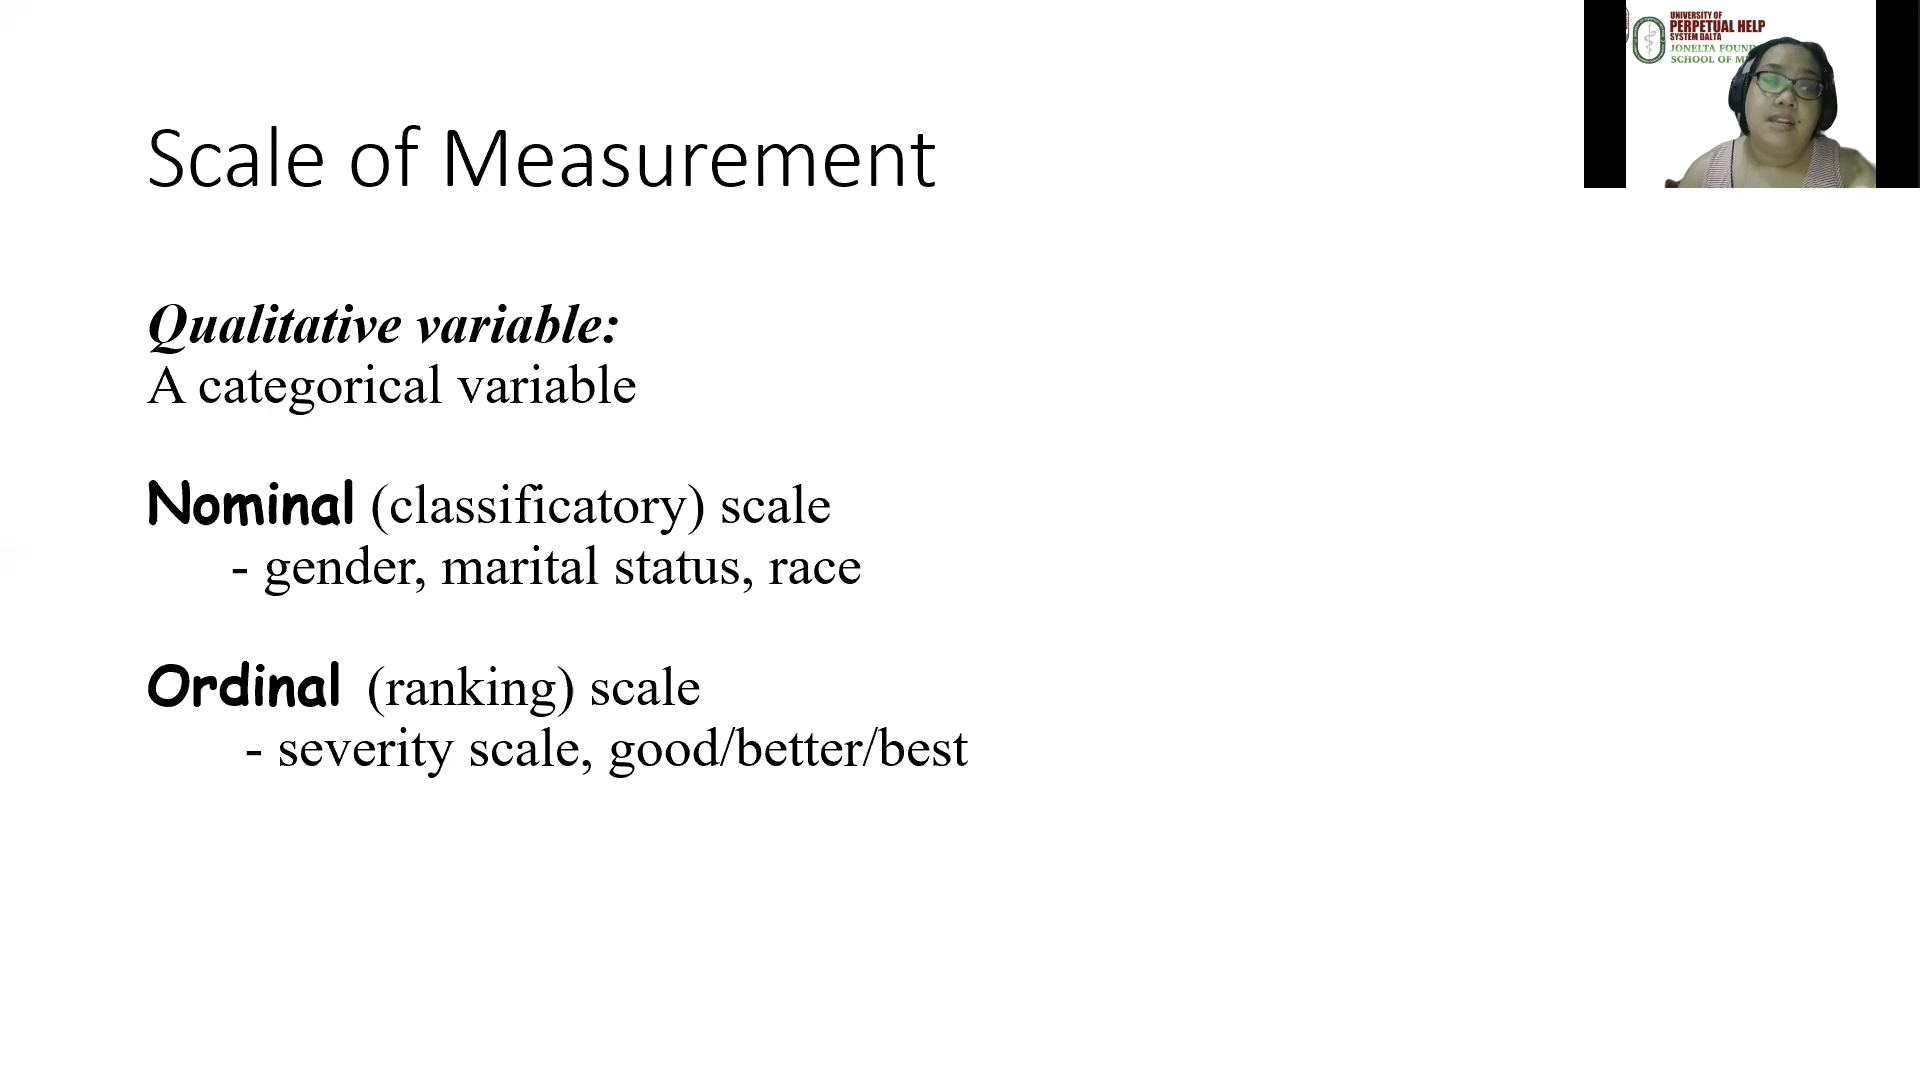 UNIVERSITY OF
PERPETUAL HELP
SYSTEM DALTA
JONELTA FOUN
SCHOOL OF M
Scale of Measurement
Qualitative variable:
A categorical variable
Nominal (classificatory) scale
- gender, marital status, race
Ordinal (ranking) scale
- severity scale, good/better/best